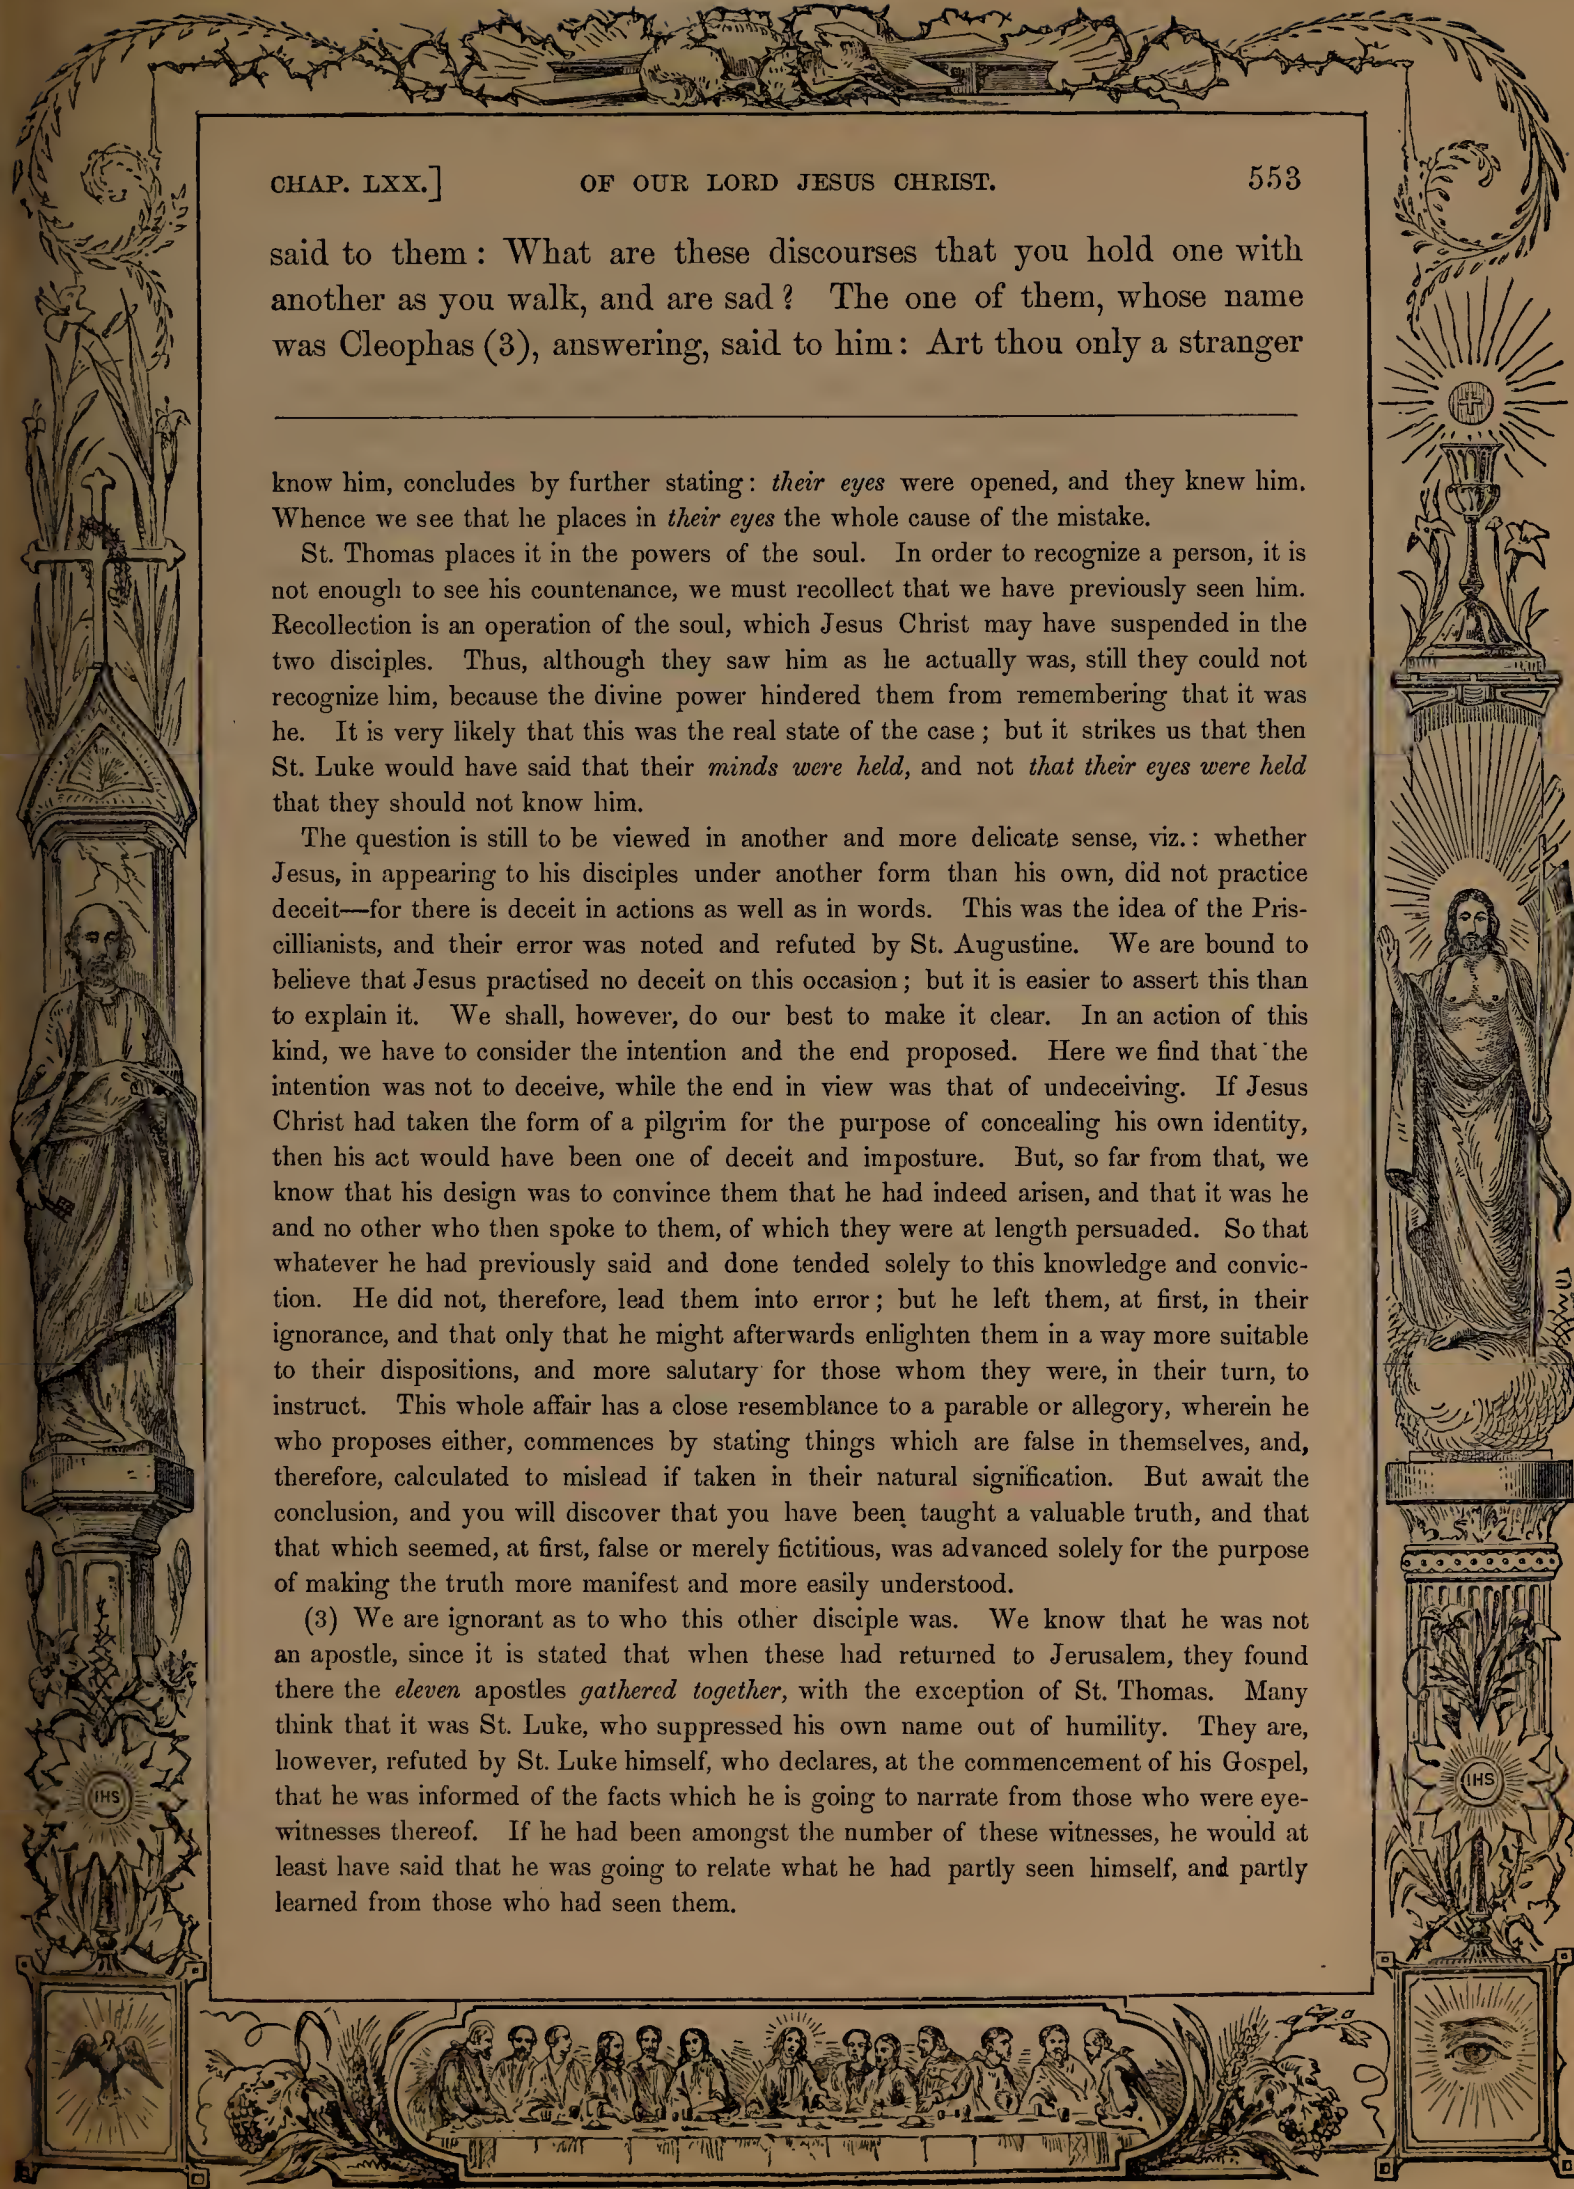 CHAP. LXX.] OF OUR LORD JESUS CHRIST. 553
said to them : What are these discourses that you hold one with
another as you walk, and are sad ? The one of them, whose name
was Cleophas (3), answering, said to him : Art thou only a stranger
know him, concludes by further stating : their eyes were opened, and they knew him.
Whence we see that he places in their eyes the whole cause of the mistake.
St. Thomas places it in the powers of the soul. In order to recognize a person, it is
not enough to see his countenance, we must recollect that we have previously seen him.
Recollection is an operation of the soul, which Jesus Christ may have suspended in the
two disciples. Thus, although they saw him as he actually was, still they could not
recognize him, because the divine power hindered them from remembering that it was
he. It is very likely that this was the real state of the case ; but it strikes us that then
St. Luke would have said that their minds were held, and not that their eyes were held
that they should not know him.
The question is still to be viewed in another and more delicate sense, viz. : whether
Jesus, in appearing to his disciples under another form than his own, did not practice
deceit—for there is deceit in actions as well as in words. This was the idea of the Pris-
cillianists, and their error was noted and refuted by St. Augustine. We are bound to
believe that Jesus practised no deceit on this occasion ; but it is easier to assert this than
to explain it. We shall, however, do our best to make it clear. In an action of this
kind, we have to consider the intention and the end proposed. Here we find that the
intention was not to deceive, while the end in view was that of undeceiving. If Jesus
Christ had taken the form of a pilgrim for the purpose of concealing his own identity,
then his act would have been one of deceit and imposture. But, so far from that, we
know that his design was to convince them that he had indeed arisen, and that it was he
and no other who then spoke to them, of which they were at length persuaded. So that
whatever he had previously said and done tended solely to this knowledge and convic-
tion. He did not, therefore, lead them into error ; but he left them, at first, in their
ignorance, and that only that he might afterwards enlighten them in a way more suitable
to their dispositions, and more salutary for those whom they were, in their turn, to
instruct. This whole affair has a close resemblance to a parable or allegory, wherein he
who proposes either, commences by stating things which are false in themselves, and,
therefore, calculated to mislead if taken in their natural signification. But await the
conclusion, and you will discover that you have been taught a valuable truth, and that
that which seemed, at first, false or merely fictitious, was advanced solely for the purpose
of making the truth more manifest and more easily understood.
(3) We are ignorant as to who this other disciple was. We know that he was not
an apostle, since it is stated that when these had returned to Jerusalem, they found
there the eleven apostles gathered together, with the exception of St. Thomas. Many
think that it was St. Luke, who suppressed his own name out of humility. They are,
however, refuted by St. Luke himself, who declares, at the commencement of his Gospel,
that he was informed of the facts which he is going to narrate from those who were eye-
witnesses thereof. If he had been amongst the number of these witnesses, he would at
least have said that he was going to relate what he had partly seen himself, and partly
learned from those who had seen them.
IHS
IHS